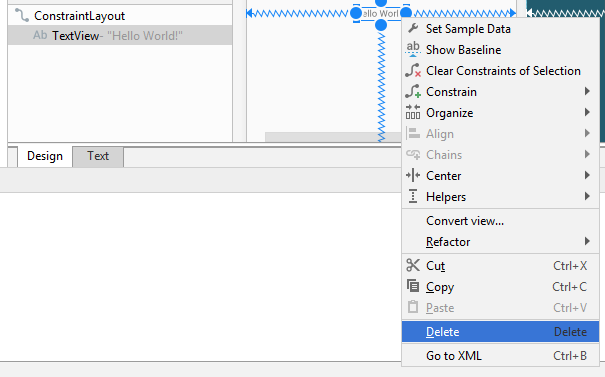 ConstraintLayout
Ab TextView - "Hello World!"
Hello World!
Design Text
Set Sample Data
Show Baseline
Clear Constraints of Selection
Constrain
Organize
Align
Chains
Center
Helpers
Convert view...
Refactor
Cut Ctrl+X
Copy Ctrl+C
Paste Ctrl+V
Delete Delete
Go to XML Ctrl+B